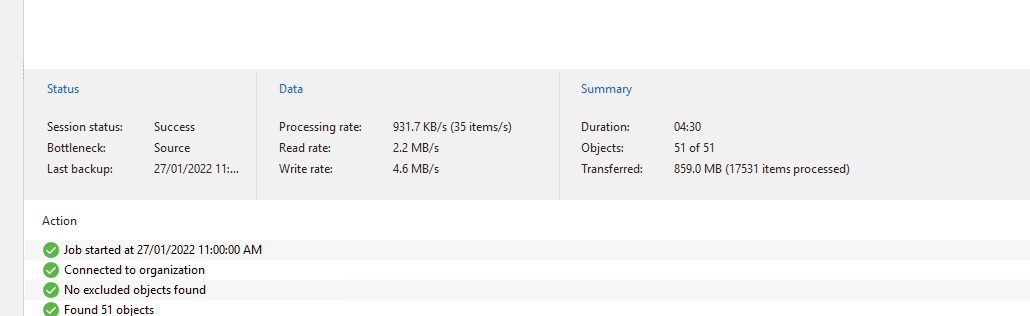 Status
Session status: Success
Bottleneck: Source
Last backup: 27/01/2022 11:...
Data
Processing rate: 931.7 KB/s (35 items/s)
Read rate: 2.2 MB/s
Write rate: 4.6 MB/s
Summary
Duration: 04:30
Objects: 51 of 51
Transferred: 859.0 MB (17531 items processed)
Action
Job started at 27/01/2022 11:00:00 AM
Connected to organization
No excluded objects found
Found 51 objects